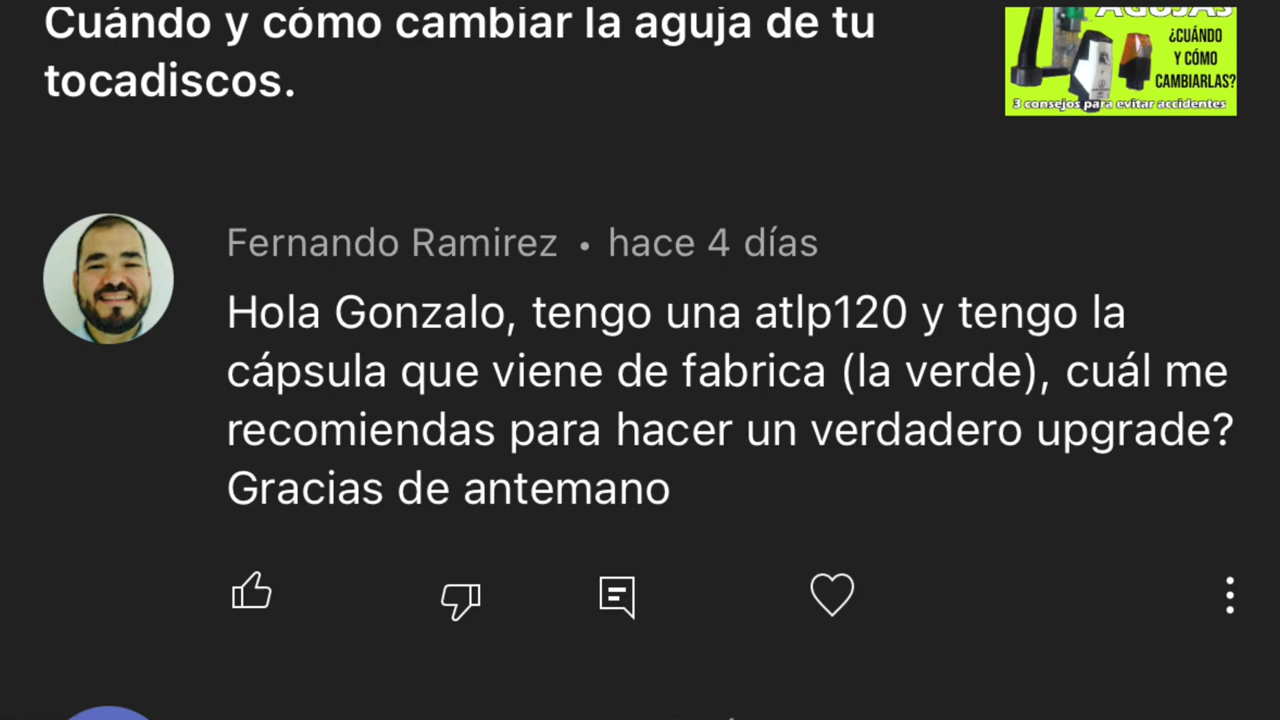 Cuándo y cómo cambiar la aguja de tu
tocadiscos.
AGUJAS
¿CUÁNDO
Y CÓMO
CAMBIARLAS?
3 consejos para evitar accidentes
Fernando Ramirez • hace 4 días
Hola Gonzalo, tengo una atlp120 y tengo la
cápsula que viene de fabrica (la verde), cuál me
recomiendas para hacer un verdadero upgrade?
Gracias de antemano